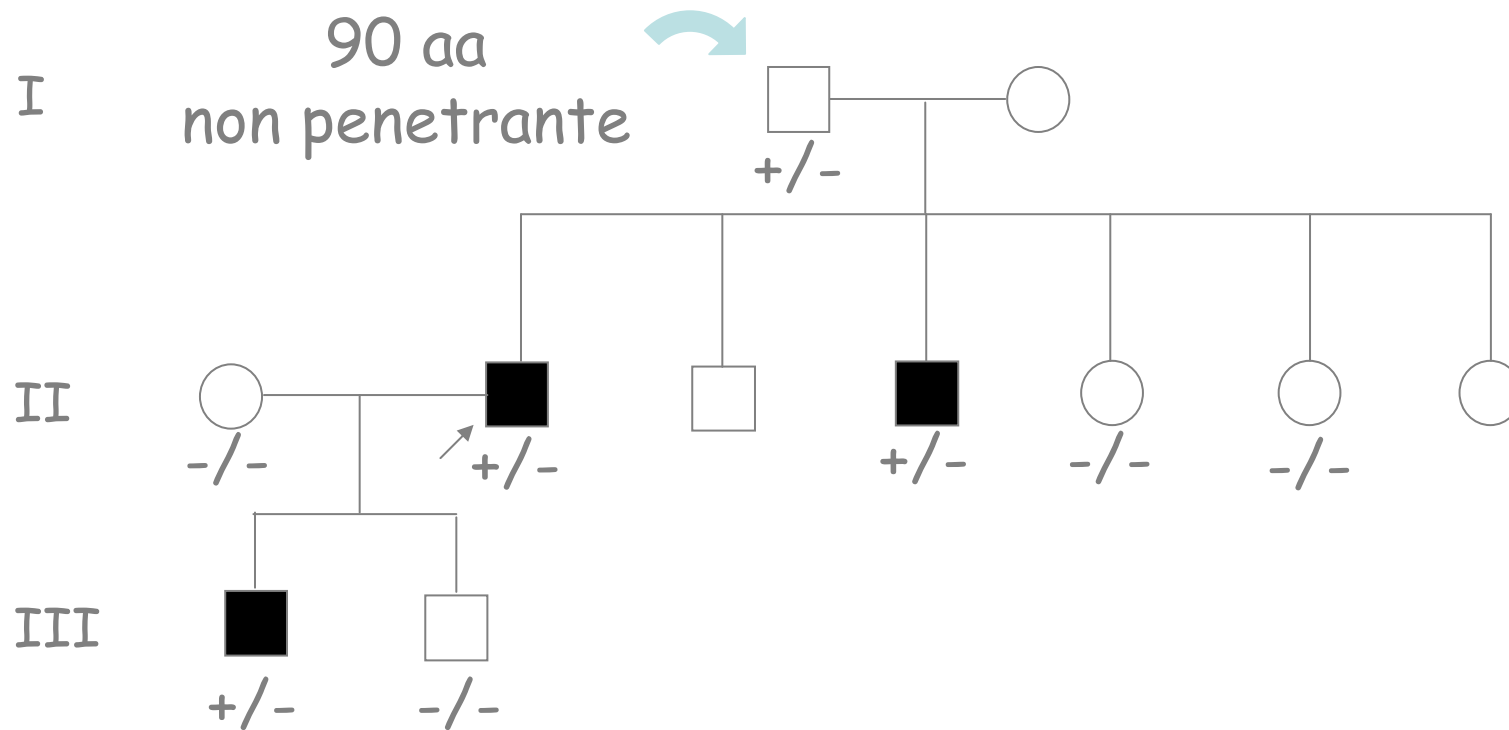 90 aa
I
non penetrante
+/-
II
-/-
+/-
+/-
-/-
-/-
III
+/-
-/-